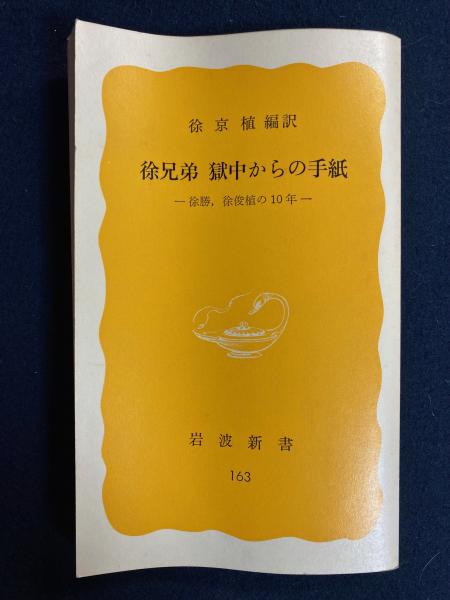 徐京植編訳
徐兄弟 獄中からの手紙
―徐勝，徐俊植の10年―
岩波新書
163